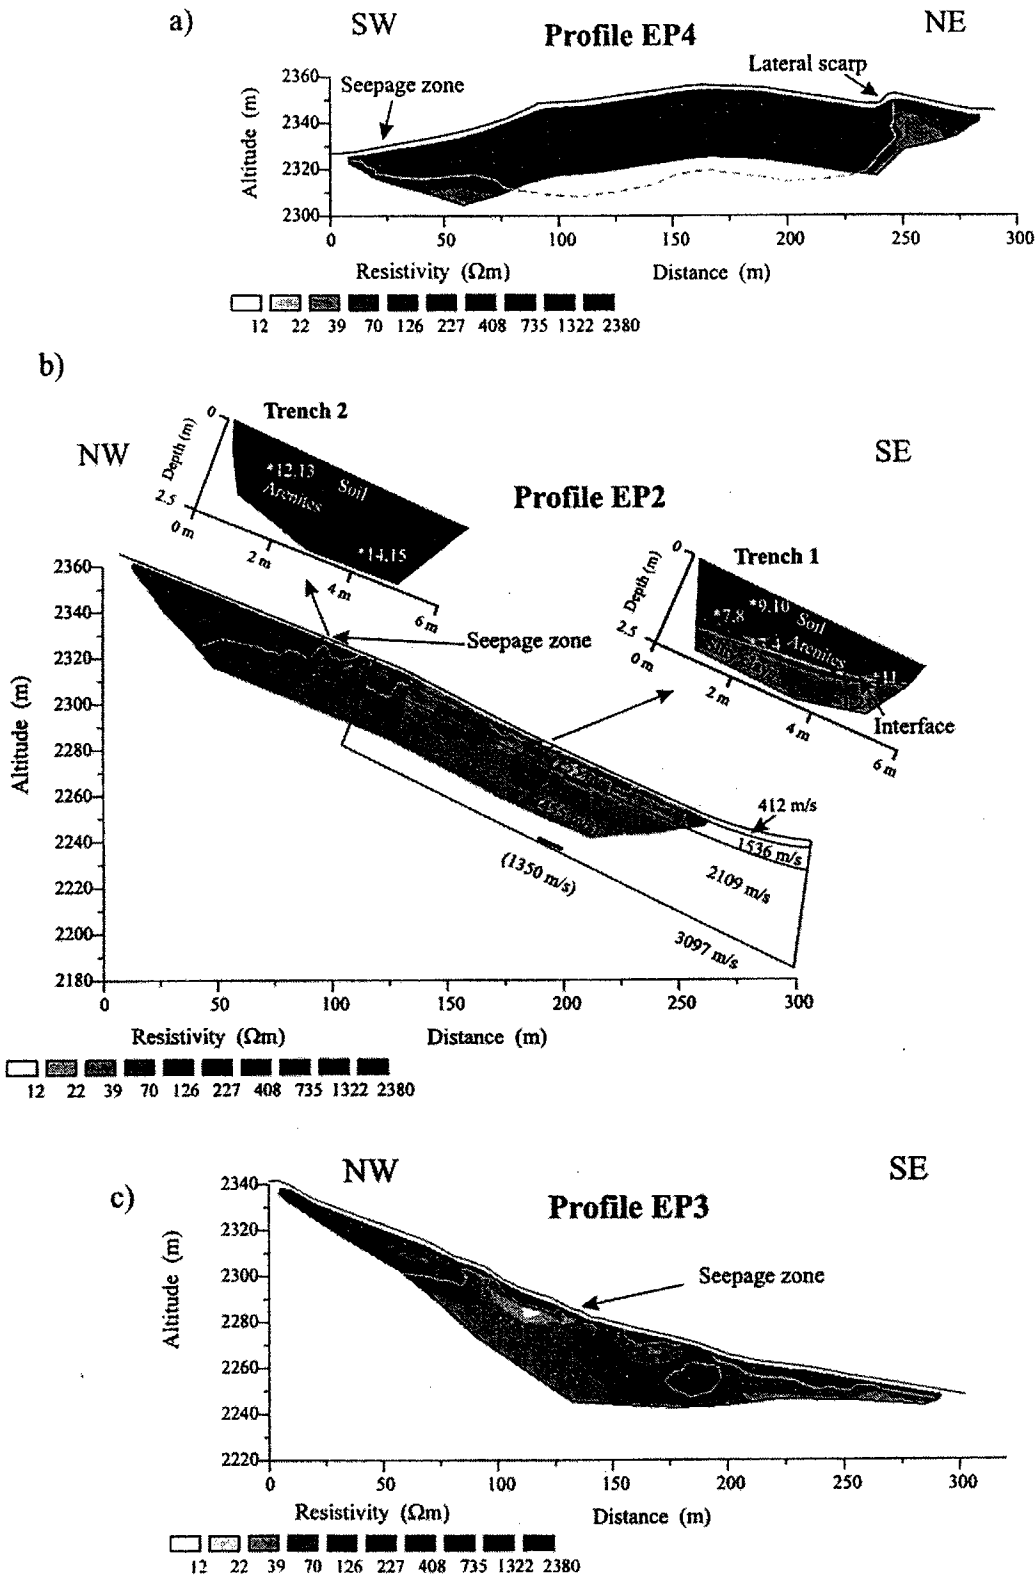 a)
SW
Profile EP4
NE
Lateral scarp
Seepage zone
Altitude (m)
2360
2340
2320
2300
0 50 100 150 200 250 300
Resistivity (Ωm)
Distance (m)
12 22 39 70 126 227 408 735 1322 2380
b)
NW
SE
Profile EP2
Trench 2
Depth (m)
0
2.5
*12.13
Soil
Arenites
*14.15
0 m
2 m
4 m
6 m
Trench 1
Depth (m)
0
2.5
*9.10
*7.8
Soil
Arenites
Interface
0 m
2 m
4 m
6 m
Seepage zone
Altitude (m)
2360
2340
2320
2300
2280
2260
2240
2220
2200
2180
412 m/s
1536 m/s
2109 m/s
(1350 m/s)
3097 m/s
0 50 100 150 200 250 300
Resistivity (Ωm)
Distance (m)
12 22 39 70 126 227 408 735 1322 2380
c)
NW
SE
Profile EP3
Seepage zone
Altitude (m)
2340
2320
2300
2280
2260
2240
2220
0 50 100 150 200 250 300
Resistivity (Ωm)
Distance (m)
12 22 39 70 126 227 408 735 1322 2380